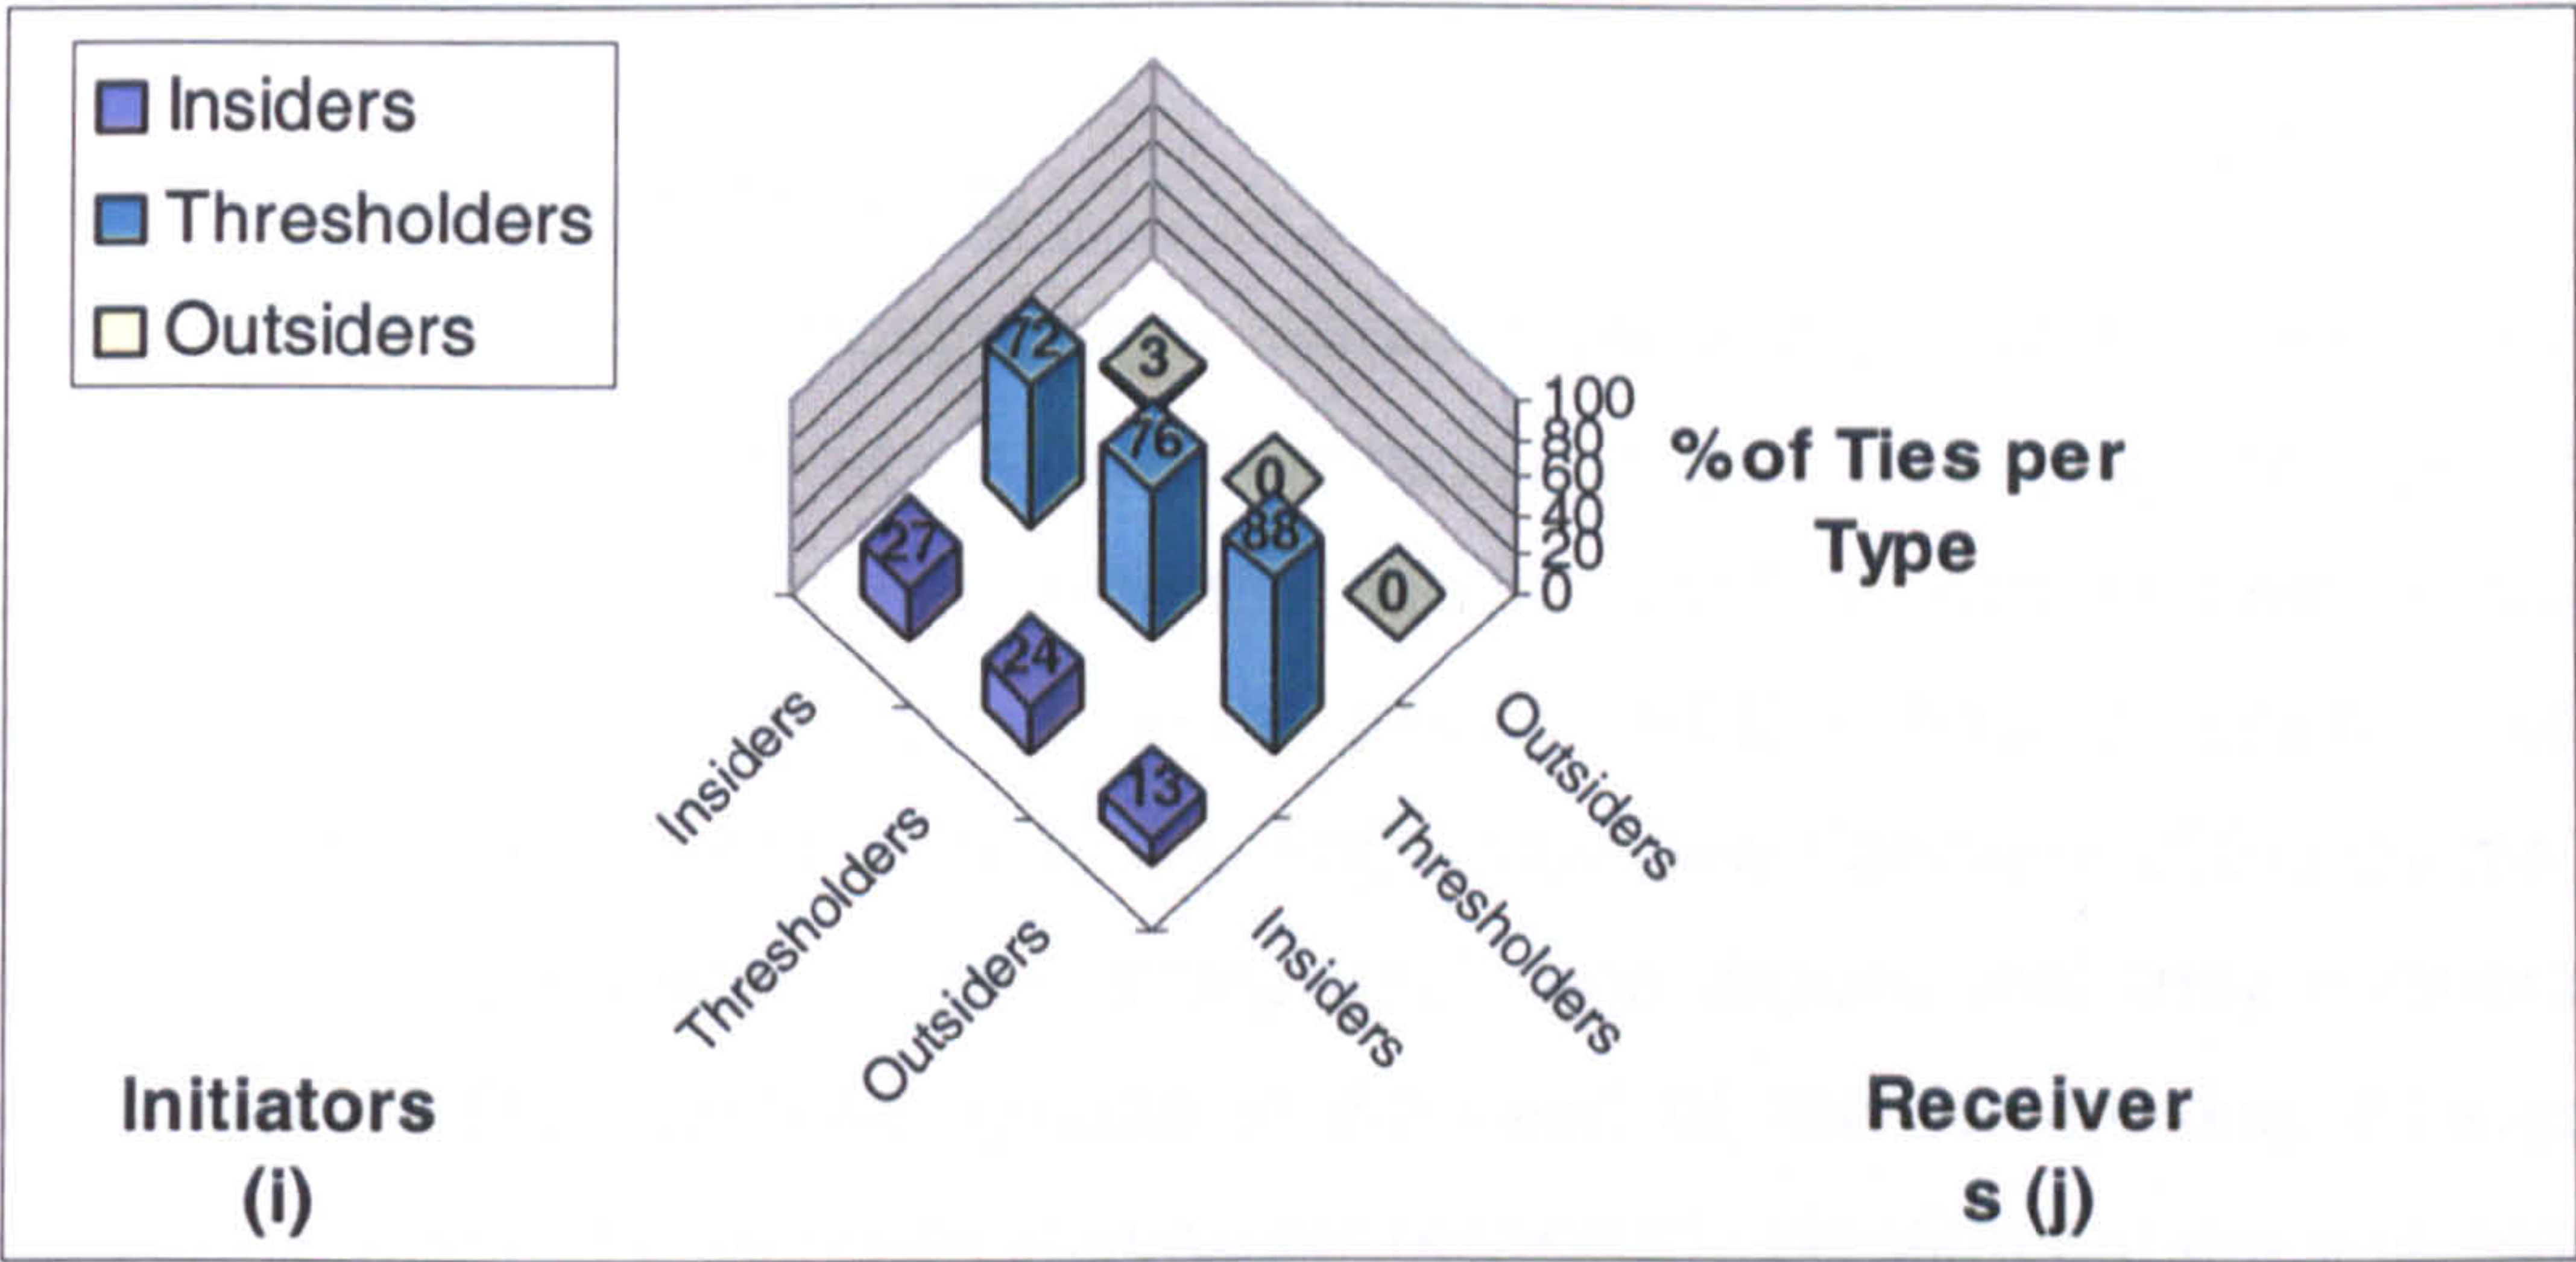 Insiders
Thresholders
Outsiders
72
3
76
0
88
27
0
24
13
100
80
60
40
20
0
%of Ties per
Type
Insiders
Thresholders
Outsiders
Insiders
Thresholders
Outsiders
Initiators
(i)
Receiver
s (j)